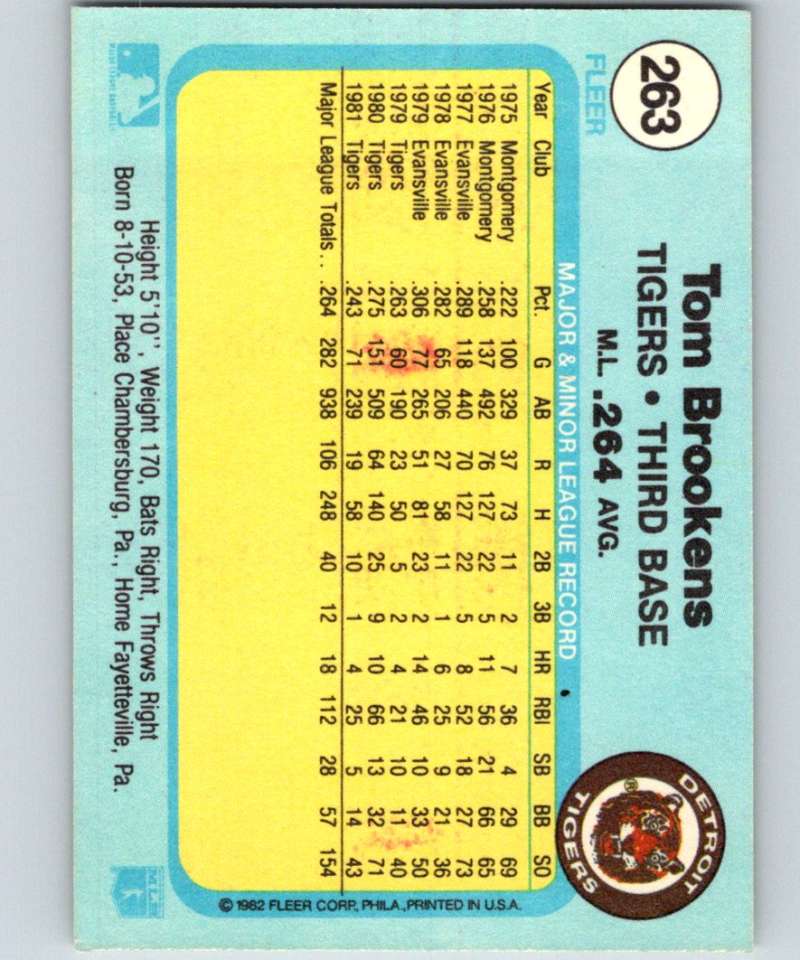 263
FLEER
Tom Brookens
TIGERS • THIRD BASE
M.L. .264 AVG.
DETROIT TIGERS
®
MAJOR & MINOR LEAGUE RECORD
Year Club Pct. G AB R H 2B 3B HR RBI SB BB SO
1975 Montgomery .222 100 329 37 73 11 2 7 36 4 29 69
1976 Montgomery .258 137 492 76 127 22 5 11 56 21 66 65
1977 Evansville .289 118 440 70 127 22 5 8 52 18 27 73
1978 Evansville .282 65 206 27 58 11 1 6 25 9 21 36
1979 Evansville .306 77 265 51 81 23 2 14 46 10 33 50
1979 Tigers .263 60 190 23 50 5 2 4 21 10 11 40
1980 Tigers .275 151 509 64 140 25 9 10 66 13 32 71
1981 Tigers .243 71 239 19 58 10 1 4 25 5 14 43
Major League Totals . . .264 282 938 106 248 40 12 18 112 28 57 154
© 1982 FLEER CORP., PHILA., PRINTED IN U.S.A.
Height 5'10", Weight 170, Bats Right, Throws Right
Born 8-10-53, Place Chambersburg, Pa., Home Fayetteville, Pa.